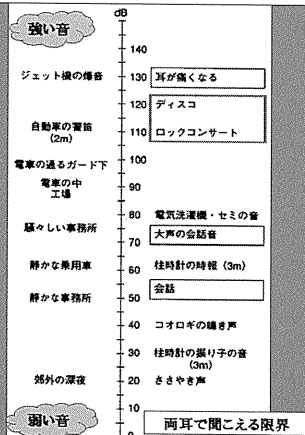 dB
強い音
140
ジェット機の爆音
130
耳が痛くなる
120
ディスコ
自動車の警笛
(2m)
110
ロックコンサート
電車の通るガード下
100
電車の中
工場
90
80
電気洗濯機・セミの音
騒々しい事務所
70
大声の会話音
静かな乗用車
60
柱時計の時報 (3m)
静かな事務所
50
会話
40
コオロギの鳴き声
30
柱時計の振り子の音
(3m)
郊外の深夜
20
ささやき声
弱い音
10
0
両耳で聞こえる限界